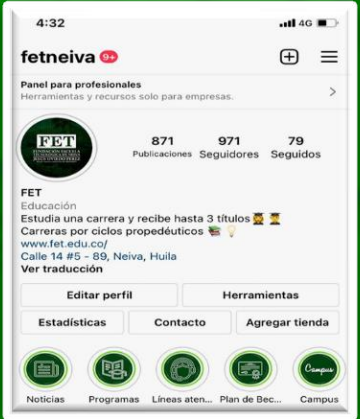 4:32
4G
fetneiva 9+
Panel para profesionales
Herramientas y recursos solo para empresas.
FET
871 971 79
Publicaciones Seguidores Seguidos
FET
Educación
Estudia una carrera y recibe hasta 3 títulos
Carreras por ciclos propedéuticos
www.fet.edu.co/
Calle 14 #5 - 89, Neiva, Huila
Ver traducción
Editar perfil Herramientas
Estadísticas Contacto Agregar tienda
Campus
Noticias Programas Líneas aten... Plan de Bec... Campus